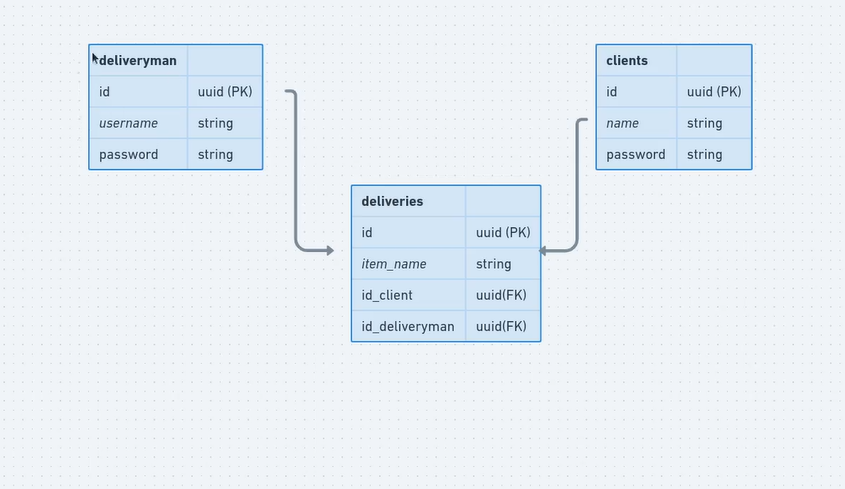 deliveryman
id uuid (PK)
username string
password string
clients
id uuid (PK)
name string
password string
deliveries
id uuid (PK)
item_name string
id_client uuid(FK)
id_deliveryman uuid(FK)